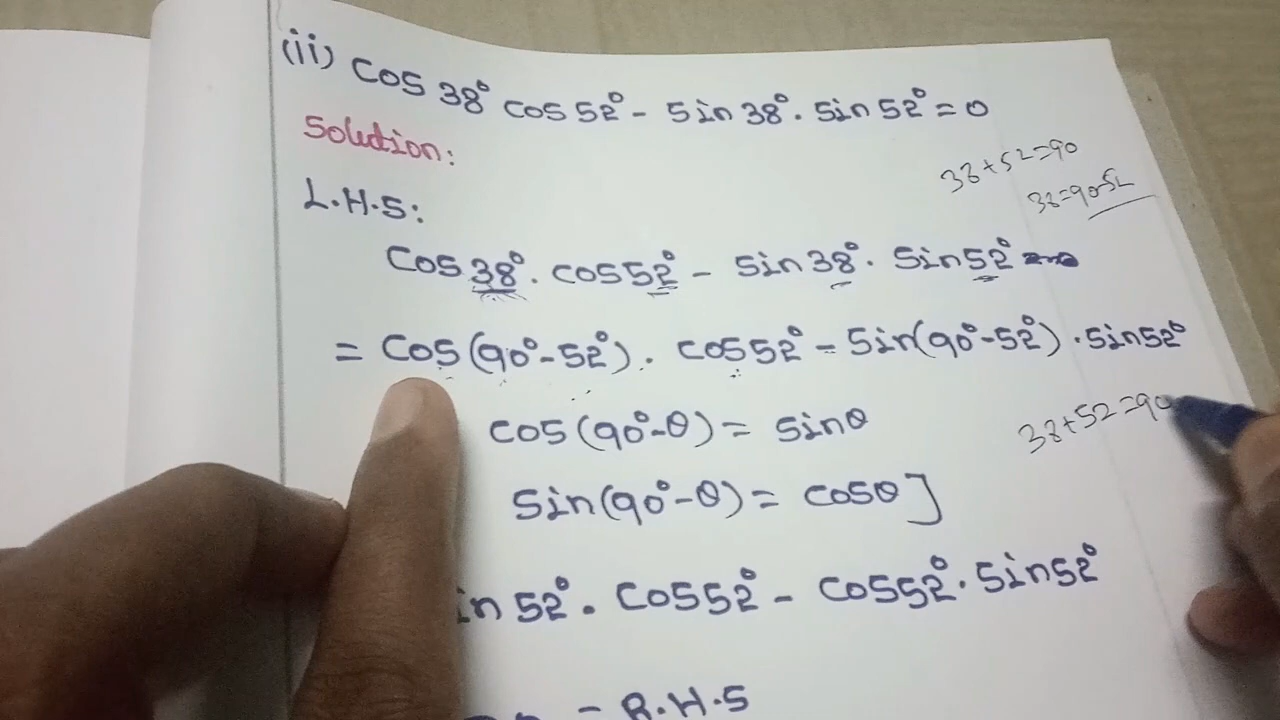 (ii) cos 38° cos 52° - sin 38° . sin 52° = 0
Solution:
38+52=90
38=90-52
L.H.S:
cos 38° . cos 52° - sin 38° . sin 52°
= cos (90°-52°) . cos 52° - sin(90°-52°) . sin 52°
cos (90°-θ) = sinθ
38+52=90
sin(90°-θ) = cosθ]
in 52° . cos 52° - cos 52° . sin 52°
= R.H.S